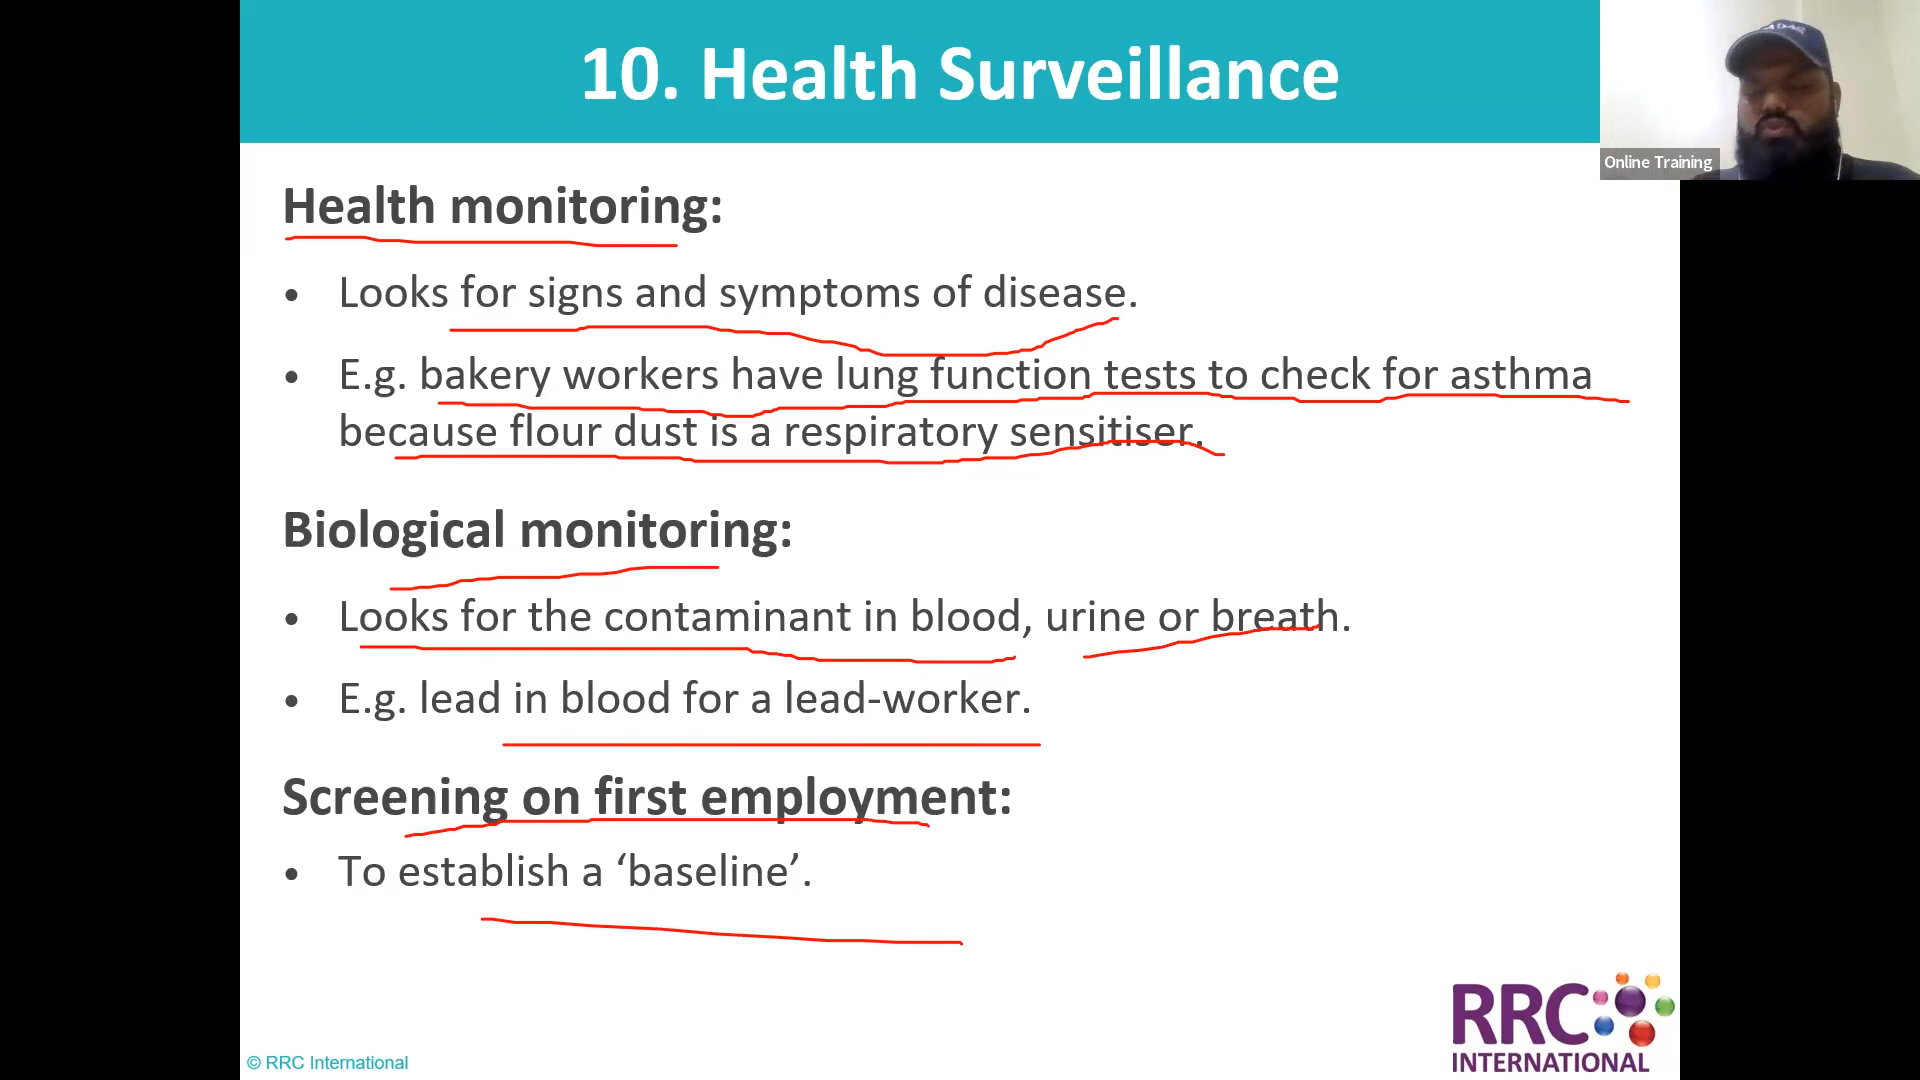 10. Health Surveillance
Online Training
Health monitoring:
• Looks for signs and symptoms of disease.
• E.g. bakery workers have lung function tests to check for asthma
because flour dust is a respiratory sensitiser.
Biological monitoring:
• Looks for the contaminant in blood, urine or breath.
• E.g. lead in blood for a lead-worker.
Screening on first employment:
• To establish a ‘baseline’.
RRC
INTERNATIONAL
© RRC International